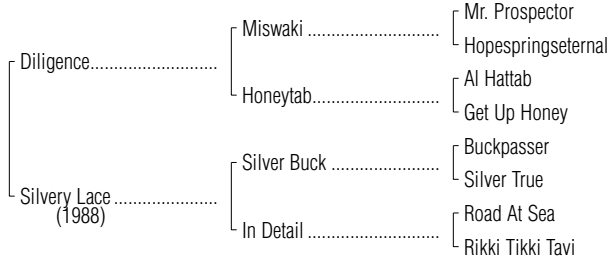 Mr. Prospector
Miswaki ............................
Hopespringseternal
Diligence...........................
Al Hattab
Honeytab...........................
Get Up Honey
Buckpasser
Silver Buck .......................
Silver True
Silvery Lace ......................
(1988)
Road At Sea
In Detail ............................
Rikki Tikki Tavi